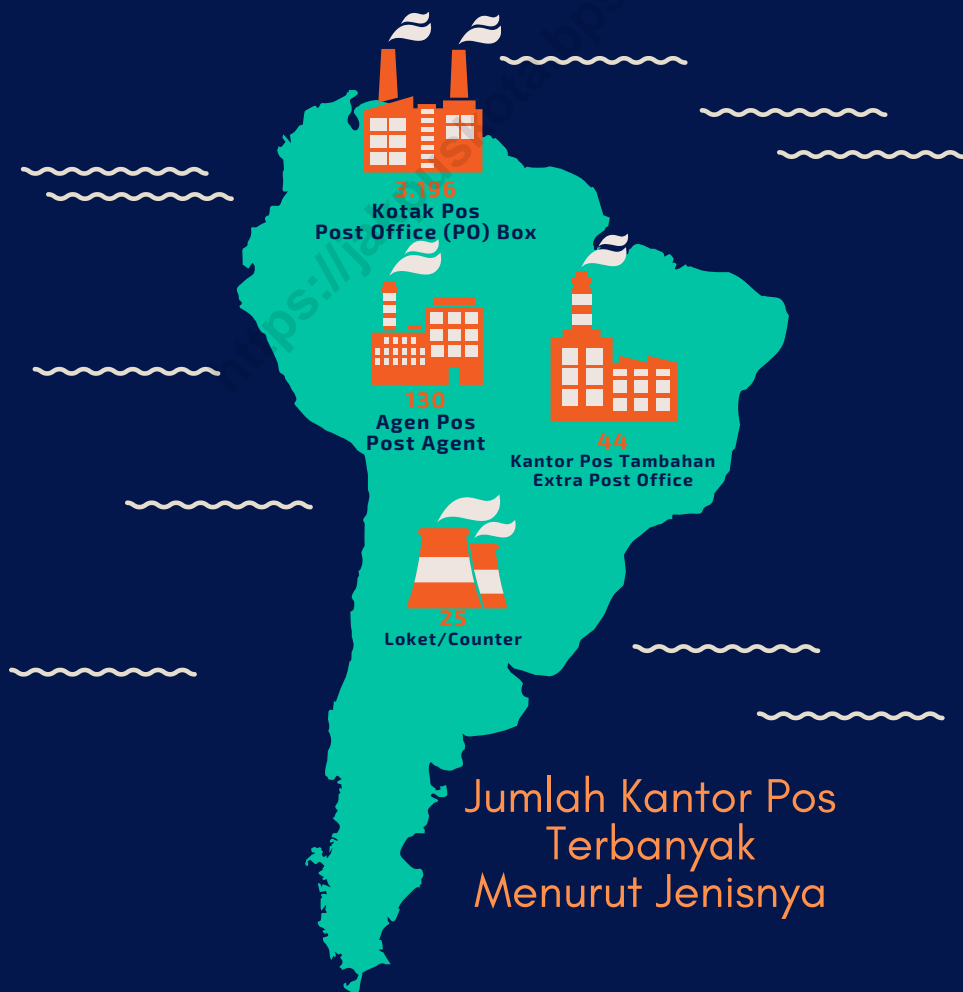 3.196
Kotak Pos
Post Office (PO) Box
130
Agen Pos
Post Agent
44
Kantor Pos Tambahan
Extra Post Office
25
Loket/Counter
Jumlah Kantor Pos
Terbanyak
Menurut Jenisnya